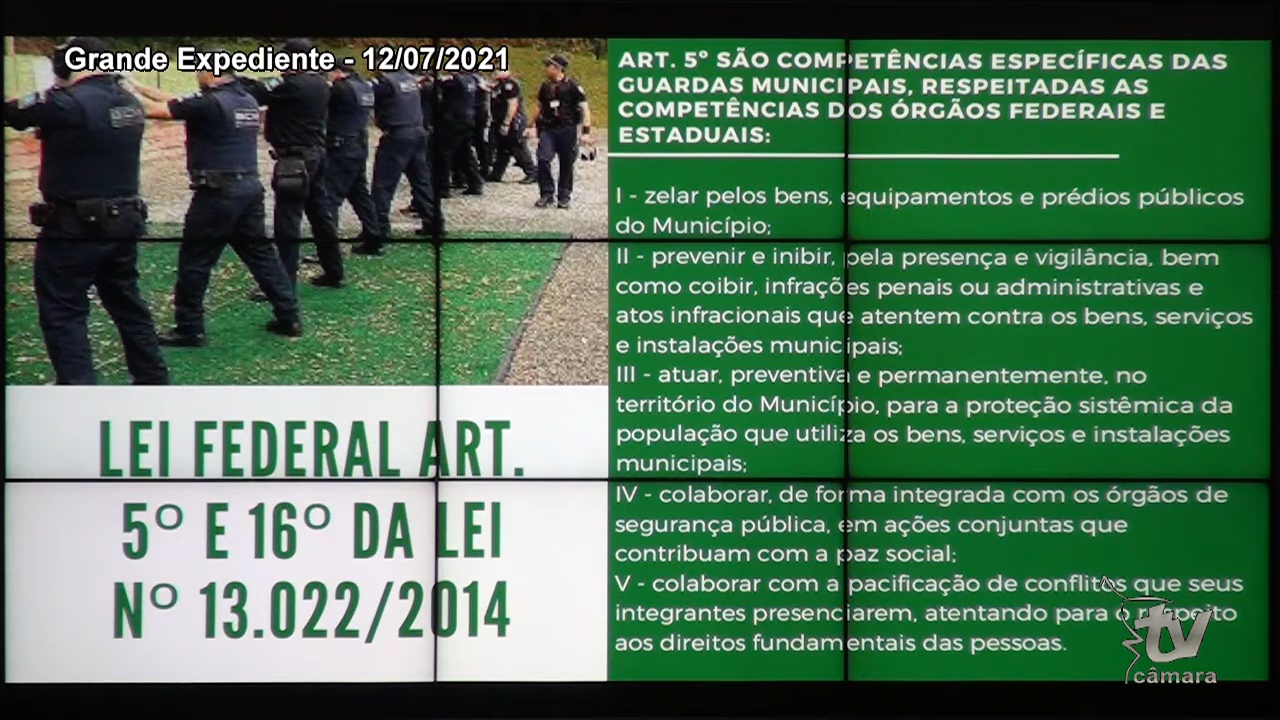 Grande Expediente - 12/07/2021
ART. 5º SÃO COMPETÊNCIAS ESPECÍFICAS DAS
GUARDAS MUNICIPAIS, RESPEITADAS AS
COMPETÊNCIAS DOS ÓRGÃOS FEDERAIS E
ESTADUAIS:
I - zelar pelos bens, equipamentos e prédios públicos
do Município;
II - prevenir e inibir, pela presença e vigilância, bem
como coibir, infrações penais ou administrativas e
atos infracionais que atentem contra os bens, serviços
e instalações municipais;
III - atuar, preventiva e permanentemente, no
território do Município, para a proteção sistêmica da
população que utiliza os bens, serviços e instalações
municipais;
IV - colaborar, de forma integrada com os órgãos de
segurança pública, em ações conjuntas que
contribuam com a paz social;
V - colaborar com a pacificação de conflitos que seus
integrantes presenciarem, atentando para o respeito
aos direitos fundamentais das pessoas.
LEI FEDERAL ART.
5º E 16º DA LEI
Nº 13.022/2014
tv
câmara